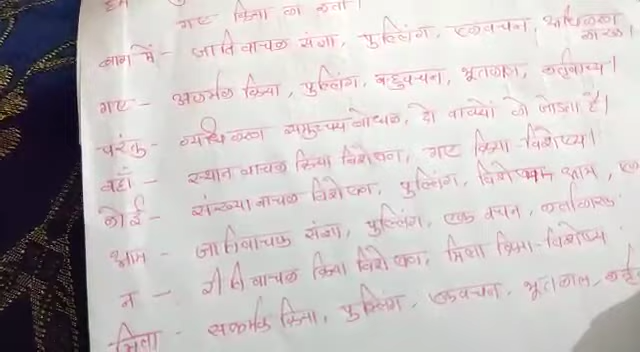 गए क्रिया का कर्ता।
बाग में - जातिवाचक संज्ञा, पुल्लिंग, एकवचन, अधिकरण कारक।
गए - अकर्मक क्रिया, पुल्लिंग, बहुवचन, भूतकाल, कर्तृवाच्य।
परंतु - व्यधिकरण समुच्चयबोधक, दो वाक्यों को जोड़ता है।
वहाँ - स्थानवाचक क्रिया विशेषण, गए क्रिया-विशेष्य।
कोई - संख्यावाचक विशेषण, पुल्लिंग, विशेष्य आम,
आम - जातिवाचक संज्ञा, पुल्लिंग, एकवचन, कर्ताकारक
न - रीतिवाचक क्रिया विशेषण, मिला क्रिया-विशेष्य
मिला - सकर्मक क्रिया, पुल्लिंग, एकवचन, भूतकाल,